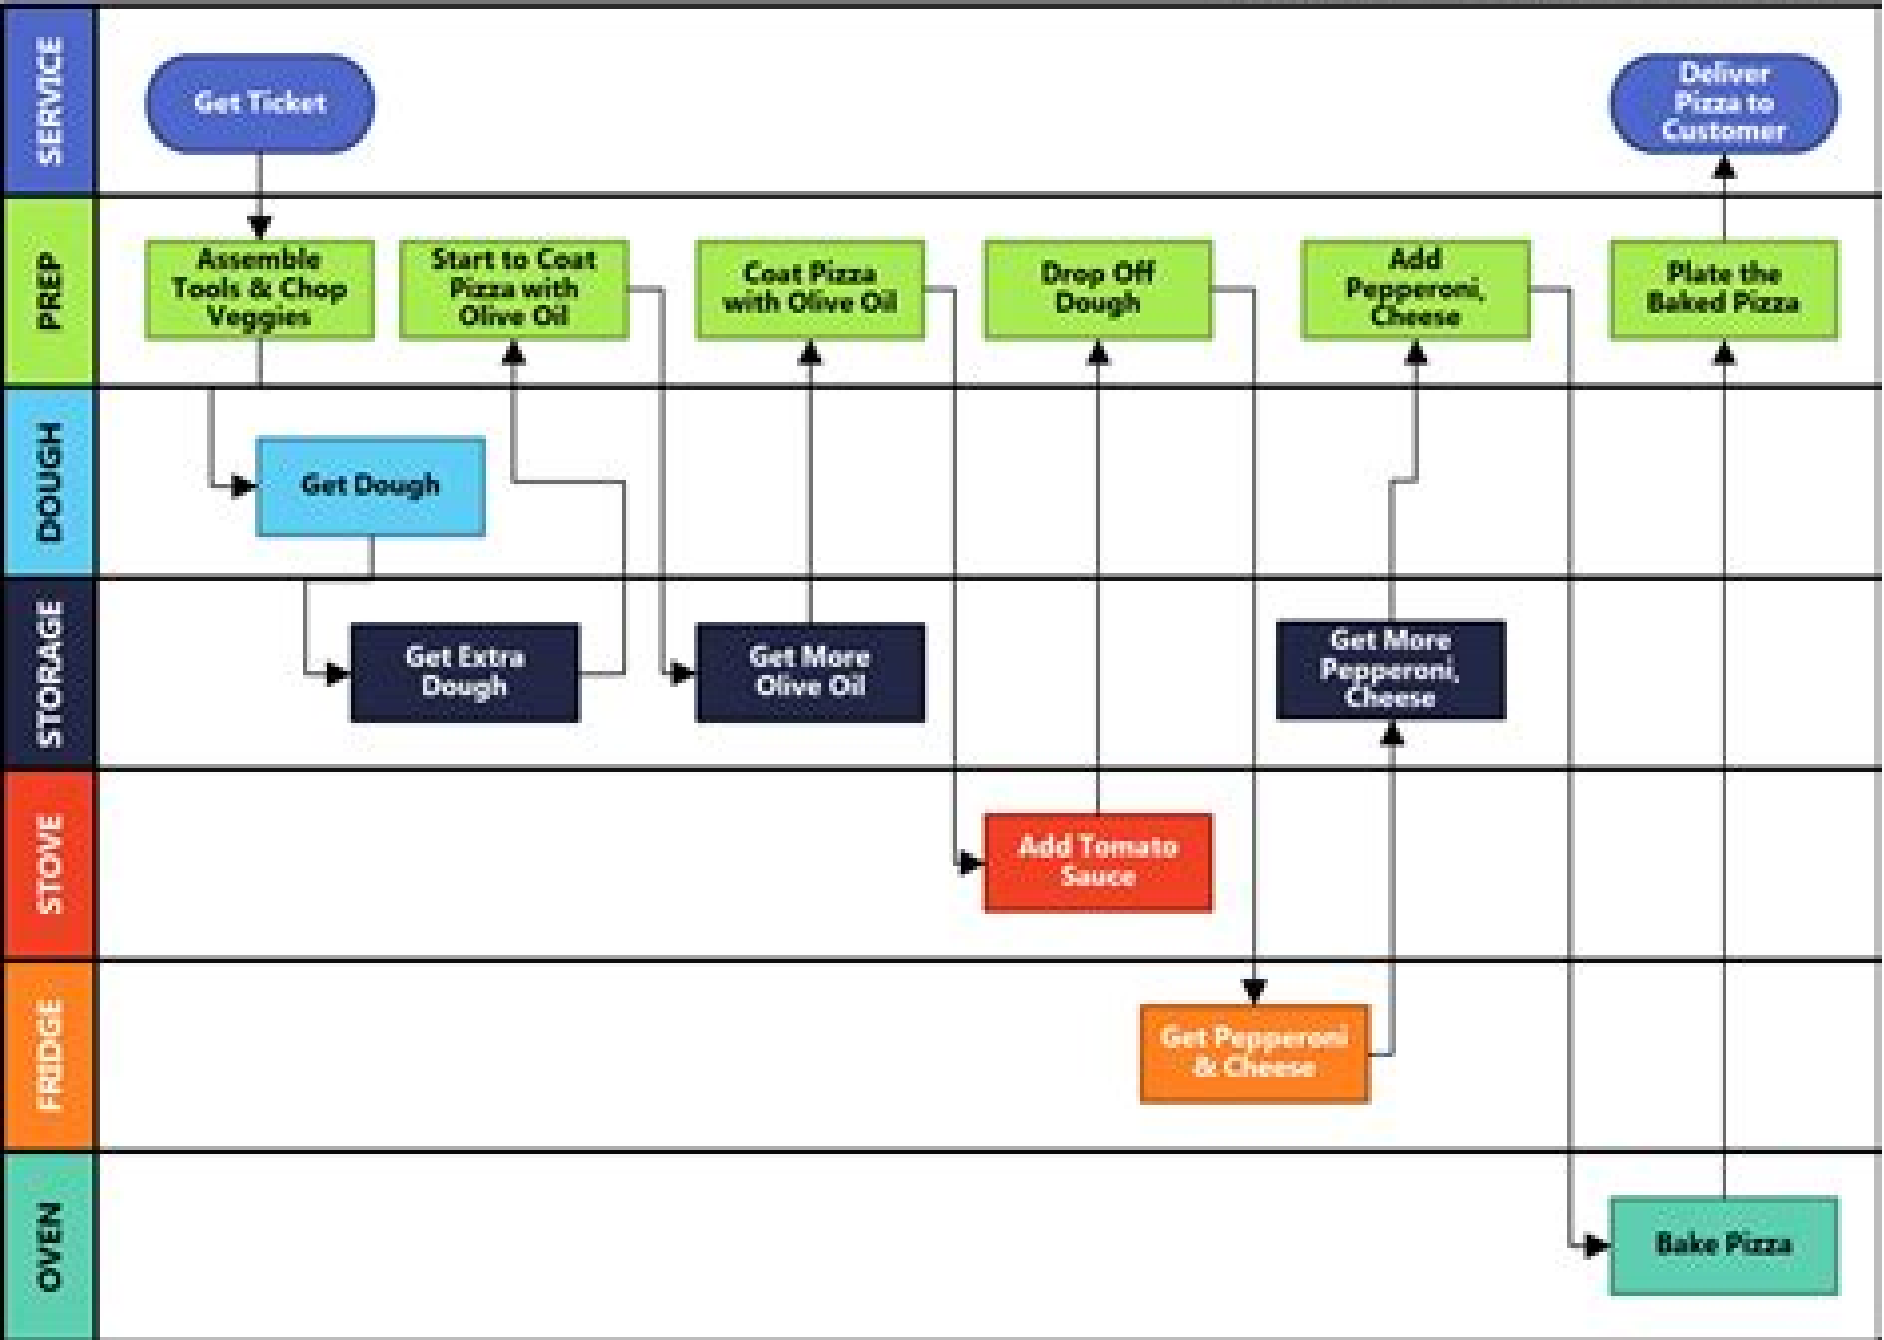 SERVICE
Get Ticket
Deliver
Pizza to
Customer
PREP
Assemble
Tools & Chop
Veggies
Start to Coat
Pizza with
Olive Oil
Coat Pizza
with Olive Oil
Drop Off
Dough
Add
Pepperoni,
Cheese
Plate the
Baked Pizza
DOUGH
Get Dough
STORAGE
Get Extra
Dough
Get More
Olive Oil
Get More
Pepperoni,
Cheese
STOVE
Add Tomato
Sauce
FRIDGE
Get Pepperoni
& Cheese
OVEN
Bake Pizza